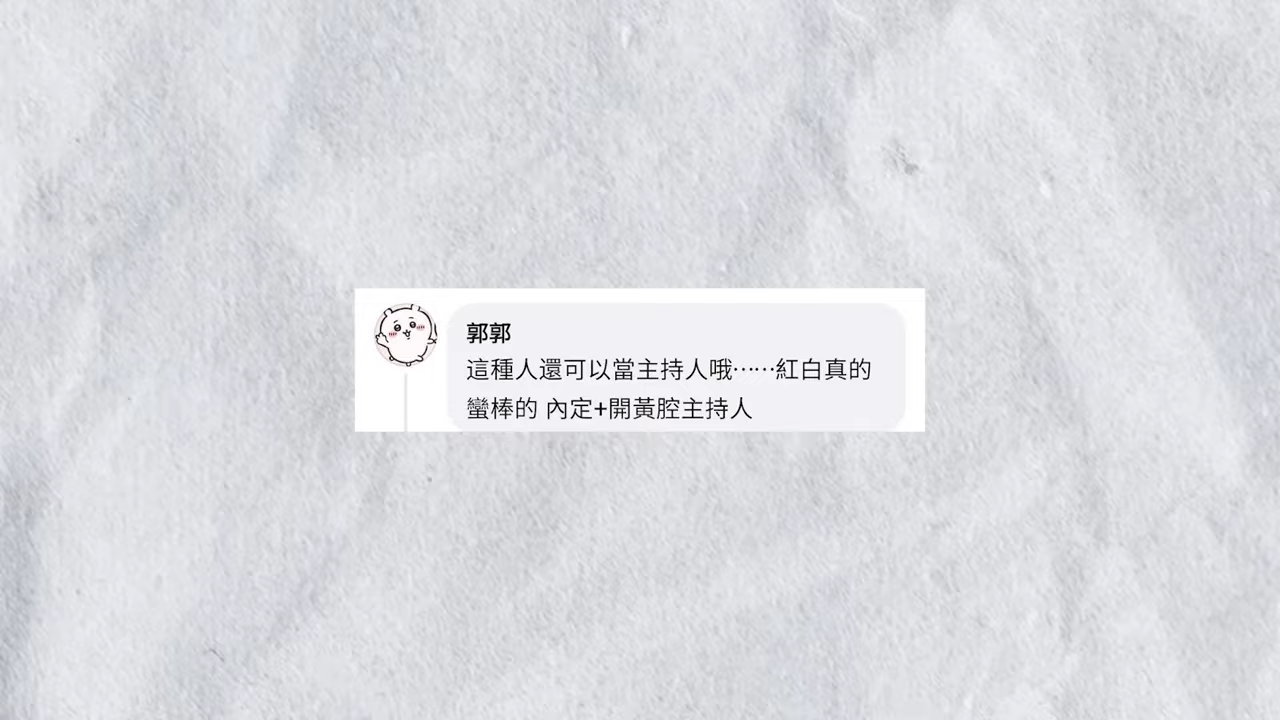 郭郭
這種人還可以當主持人哦⋯⋯紅白真的
蠻棒的 內定+開黃腔主持人